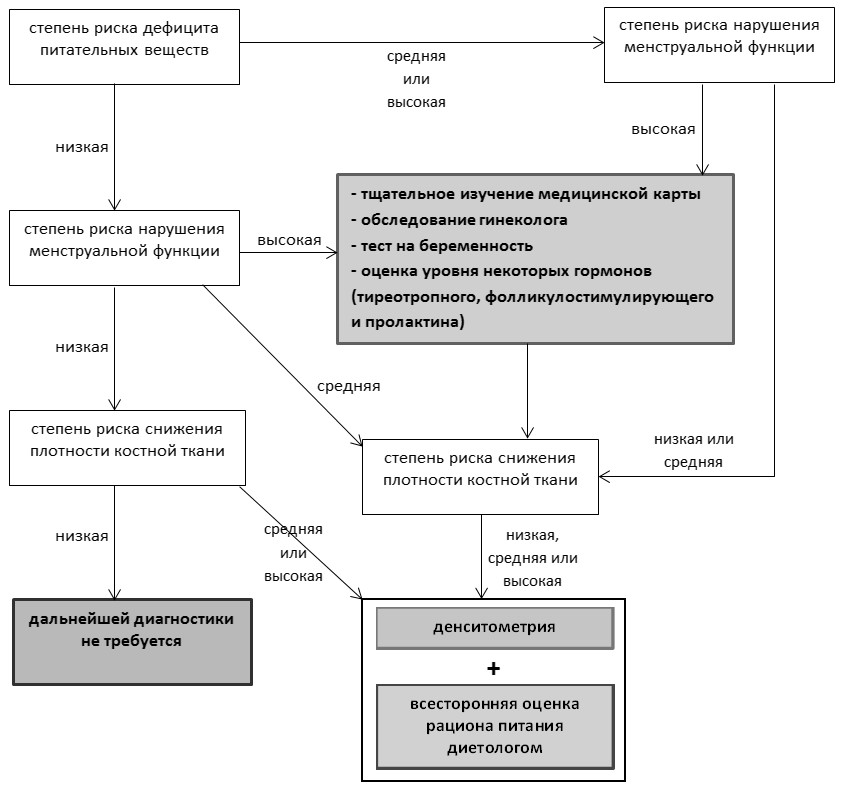 степень риска дефицита
питательных веществ
средняя
или
высокая
степень риска нарушения
менструальной функции
низкая
высокая
- тщательное изучение медицинской карты
- обследование гинеколога
- тест на беременность
- оценка уровня некоторых гормонов
(тиреотропного, фолликулостимулирующего
и пролактина)
степень риска нарушения
менструальной функции
высокая
низкая
средняя
степень риска снижения
плотности костной ткани
степень риска снижения
плотности костной ткани
низкая или
средняя
низкая
средняя
или
высокая
низкая,
средняя или
высокая
дальнейшей диагностики
не требуется
денситометрия
+
всесторонняя оценка
рациона питания
диетологом